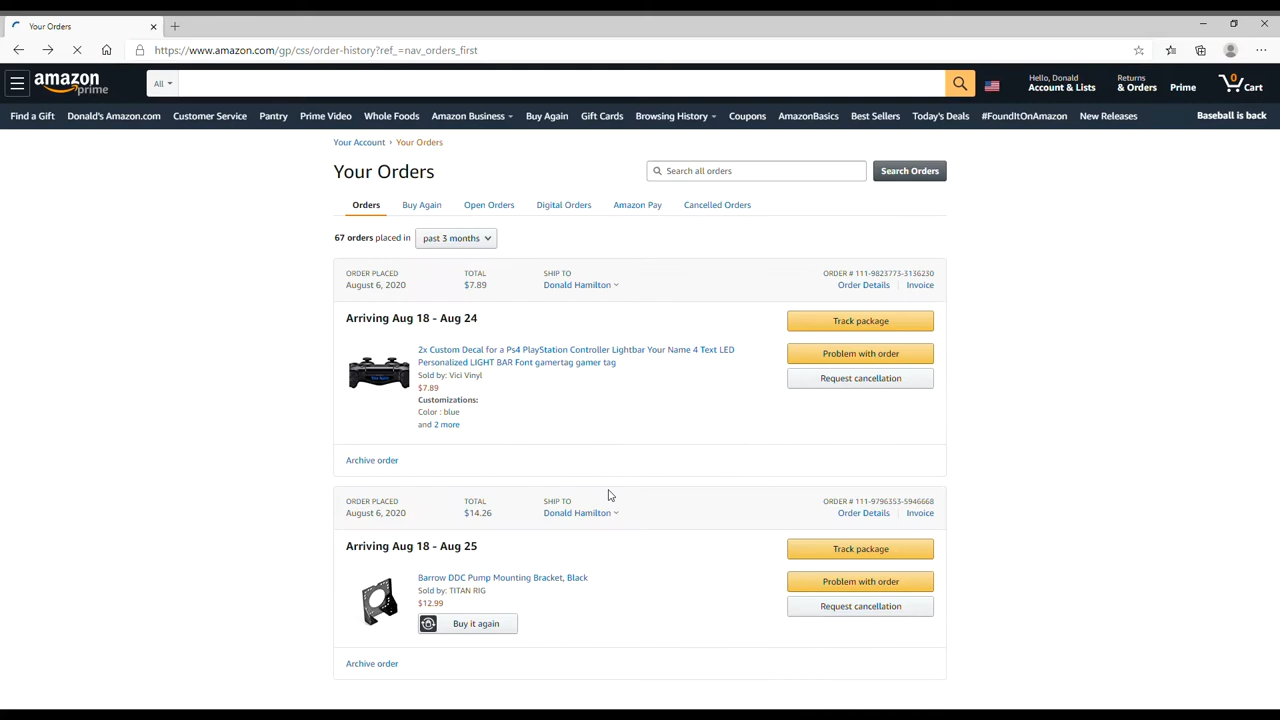 Your Orders
https://www.amazon.com/gp/css/order-history?ref_=nav_orders_first
amazon prime
All
Hello, Donald
Account & Lists
Returns
& Orders
Prime
0
Cart
Find a Gift
Donald's Amazon.com
Customer Service
Pantry
Prime Video
Whole Foods
Amazon Business
Buy Again
Gift Cards
Browsing History
Coupons
AmazonBasics
Best Sellers
Today's Deals
#FoundItOnAmazon
New Releases
Baseball is back
Your Account › Your Orders
Your Orders
Search all orders
Search Orders
Orders
Buy Again
Open Orders
Digital Orders
Amazon Pay
Cancelled Orders
67 orders placed in
past 3 months
ORDER PLACED
August 6, 2020
TOTAL
$7.89
SHIP TO
Donald Hamilton
ORDER # 111-9823773-3136230
Order Details
Invoice
Arriving Aug 18 - Aug 24
2x Custom Decal for a Ps4 PlayStation Controller Lightbar Your Name 4 Text LED
Personalized LIGHT BAR Font gamertag gamer tag
Sold by: Vici Vinyl
$7.89
Customizations:
Color : blue
and 2 more
Track package
Problem with order
Request cancellation
Archive order
ORDER PLACED
August 6, 2020
TOTAL
$14.26
SHIP TO
Donald Hamilton
ORDER # 111-9796353-5946668
Order Details
Invoice
Arriving Aug 18 - Aug 25
Barrow DDC Pump Mounting Bracket, Black
Sold by: TITAN RIG
$12.99
Buy it again
Track package
Problem with order
Request cancellation
Archive order